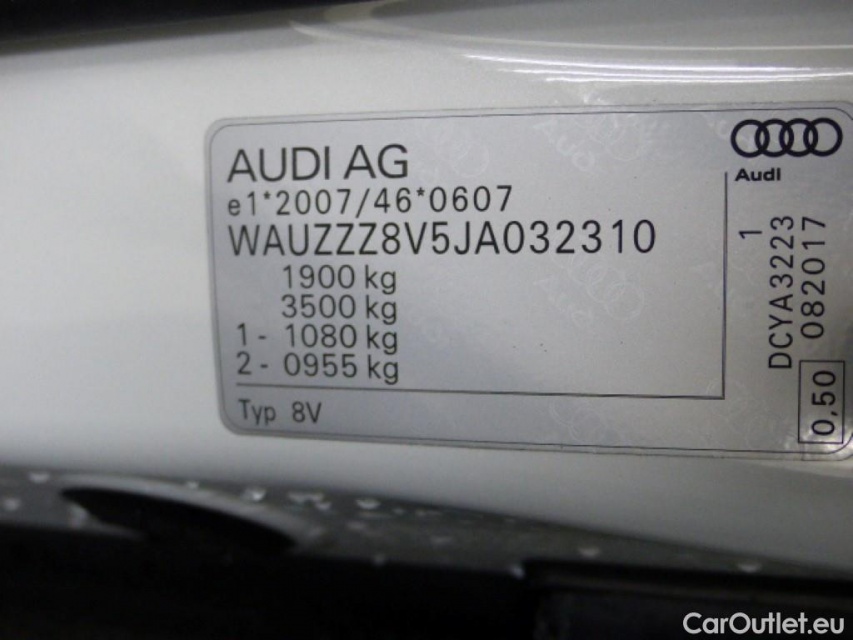 AUDI AG
e1*2007/46*0607
WAUZZZ8V5JA032310
1900 kg
3500 kg
1 - 1080 kg
2 - 0955 kg
Typ 8V
Audi
1
DCYA3223
082017
0,50
CarOutlet.eu